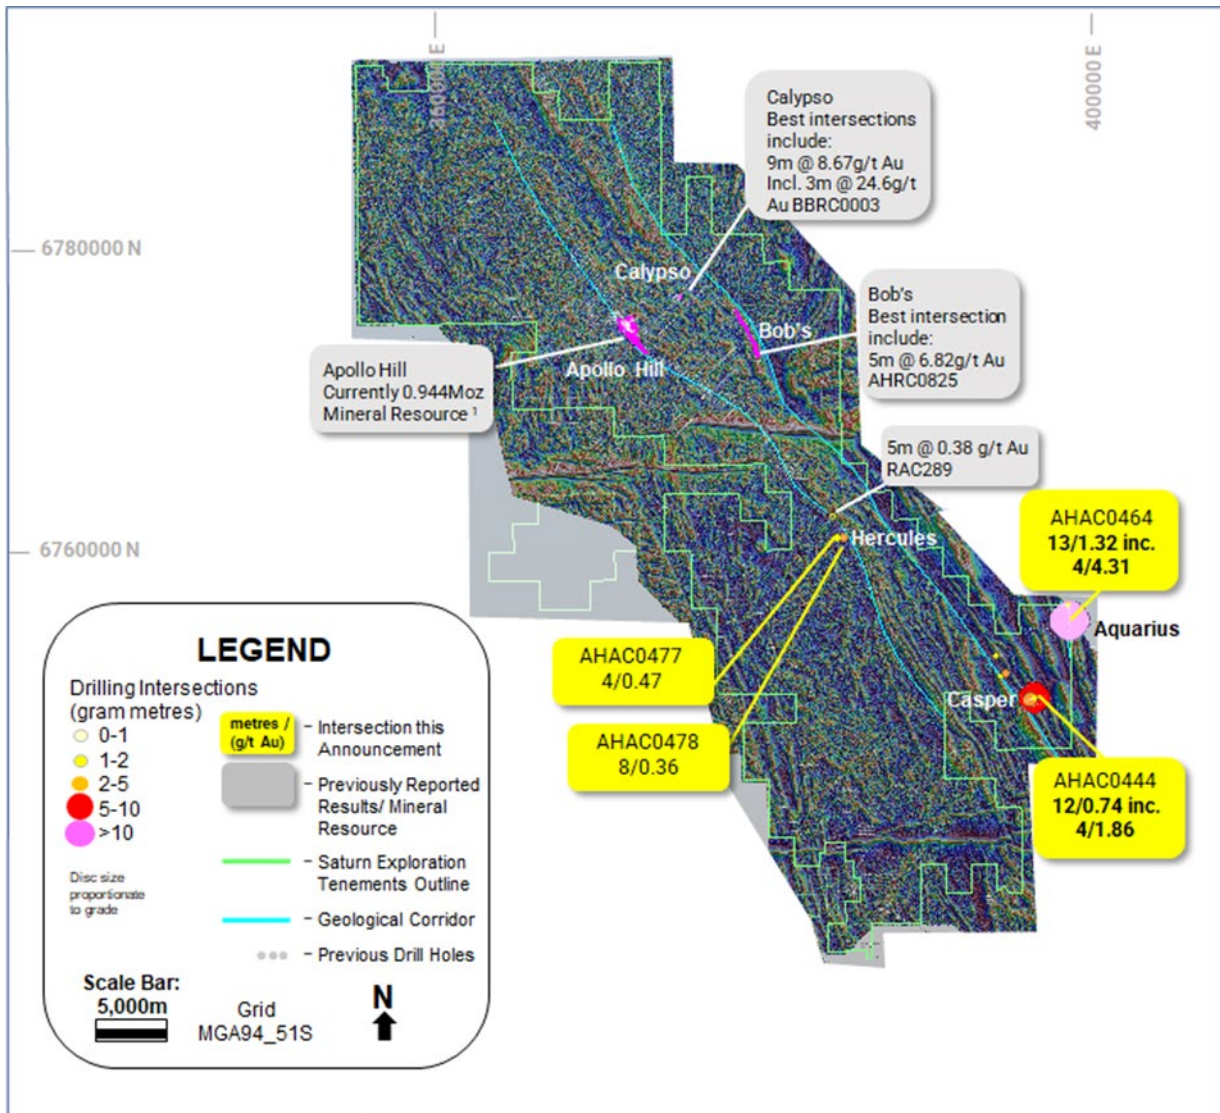 350000 E
400000 E
Calypso
Best intersections
include:
9m @ 8.67g/t Au
Incl. 3m @ 24.6g/t
Au BBRC0003
6780000 N
Calypso
Bob's
Best intersection
include:
5m @ 6.82g/t Au
AHRC0825
Bob's
Apollo Hill
Currently 0.944Moz
Mineral Resource ¹
Apollo Hill
5m @ 0.38 g/t Au
RAC289
6760000 N
Hercules
AHAC0464
13/1.32 inc.
4/4.31
Aquarius
AHAC0477
4/0.47
Casper
AHAC0478
8/0.36
AHAC0444
12/0.74 inc.
4/1.86
LEGEND
Drilling Intersections
(gram metres)
0-1
1-2
2-5
5-10
>10
Disc size
proportionate
to grade
metres /
(g/t Au)
- Intersection this
Announcement
- Previously Reported
Results/ Mineral
Resource
- Saturn Exploration
Tenements Outline
- Geological Corridor
- Previous Drill Holes
Scale Bar:
5,000m
Grid
MGA94_51S
N